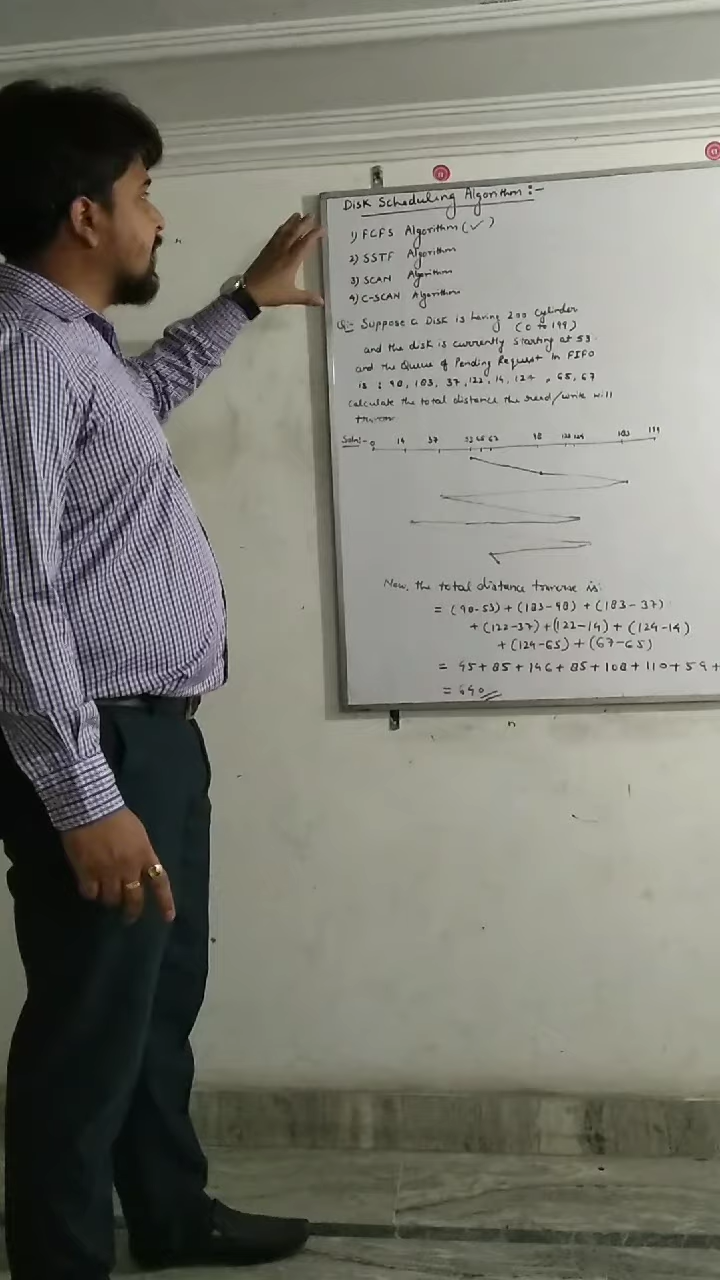 Disk Scheduling Algorithm :-
1) FCFS Algorithm (✓)
2) SSTF Algorithm
3) SCAN Algorithm
4) C-SCAN Algorithm
Q:- Suppose a Disk is having 200 cylinder
(0 to 199)
and the disk is currently starting at 53.
and the Queue of Pending Request in FIFO
is : 98, 183, 37, 122, 14, 124, 65, 67
calculate the total distance the read/write will
Soln:- 0 14 37 53 65 67 98 122 124 183 199
Now, the total distance traverse is:
= (98-53) + (183-98) + (183-37)
+ (122-37) + (122-14) + (124-14)
+ (124-65) + (67-65)
= 45 + 85 + 146 + 85 + 108 + 110 + 59 +
= 640